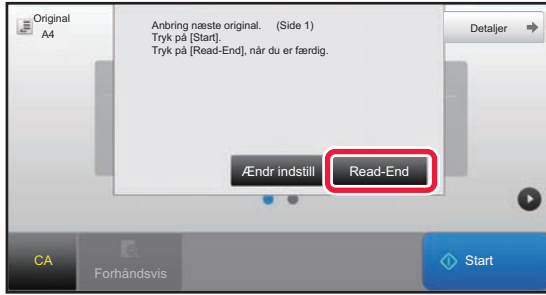 Original
A4
Anbring næste original. (Side 1)
Tryk på [Start].
Tryk på [Read-End], når du er færdig.
Detaljer
Ændr indstill
Read-End
CA
Forhåndsvis
Start